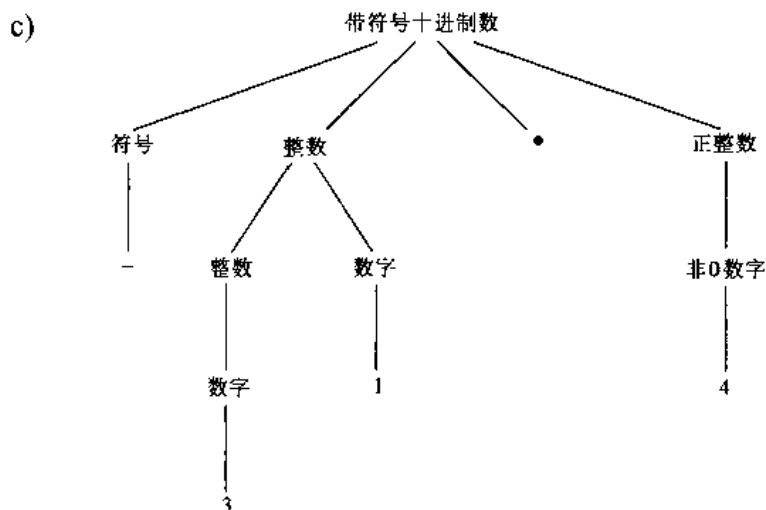 c)
带符号十进制数
符号 整数 • 正整数
− 整数 数字 非0数字
数字 1 4
3